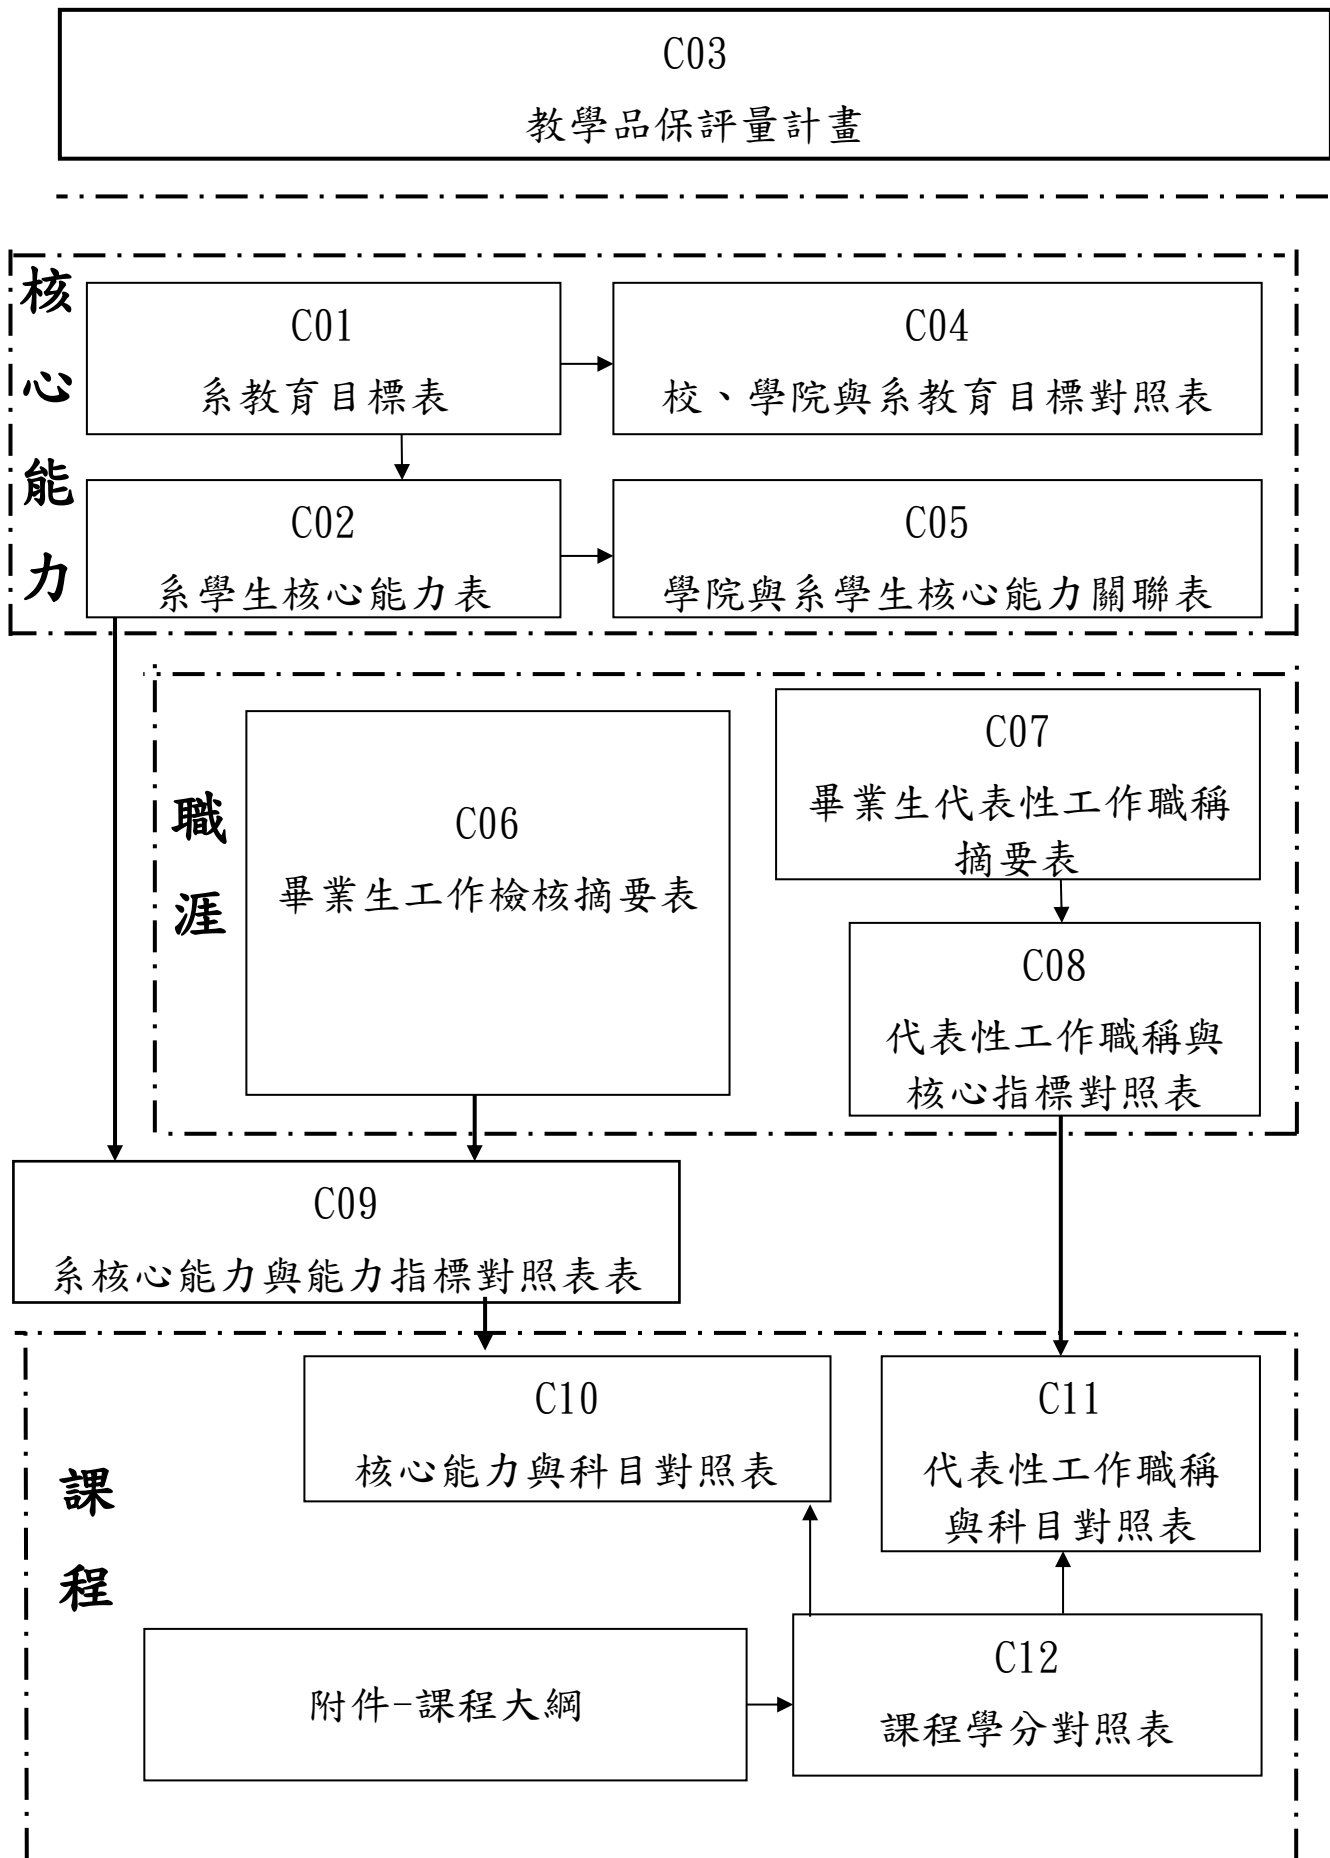 C03
教學品保評量計畫
核
心
能
力
C01
系教育目標表
C04
校、學院與系教育目標對照表
C02
系學生核心能力表
C05
學院與系學生核心能力關聯表
職
涯
C06
畢業生工作檢核摘要表
C07
畢業生代表性工作職稱
摘要表
C08
代表性工作職稱與
核心指標對照表
C09
系核心能力與能力指標對照表表
課
程
C10
核心能力與科目對照表
C11
代表性工作職稱
與科目對照表
附件-課程大綱
C12
課程學分對照表